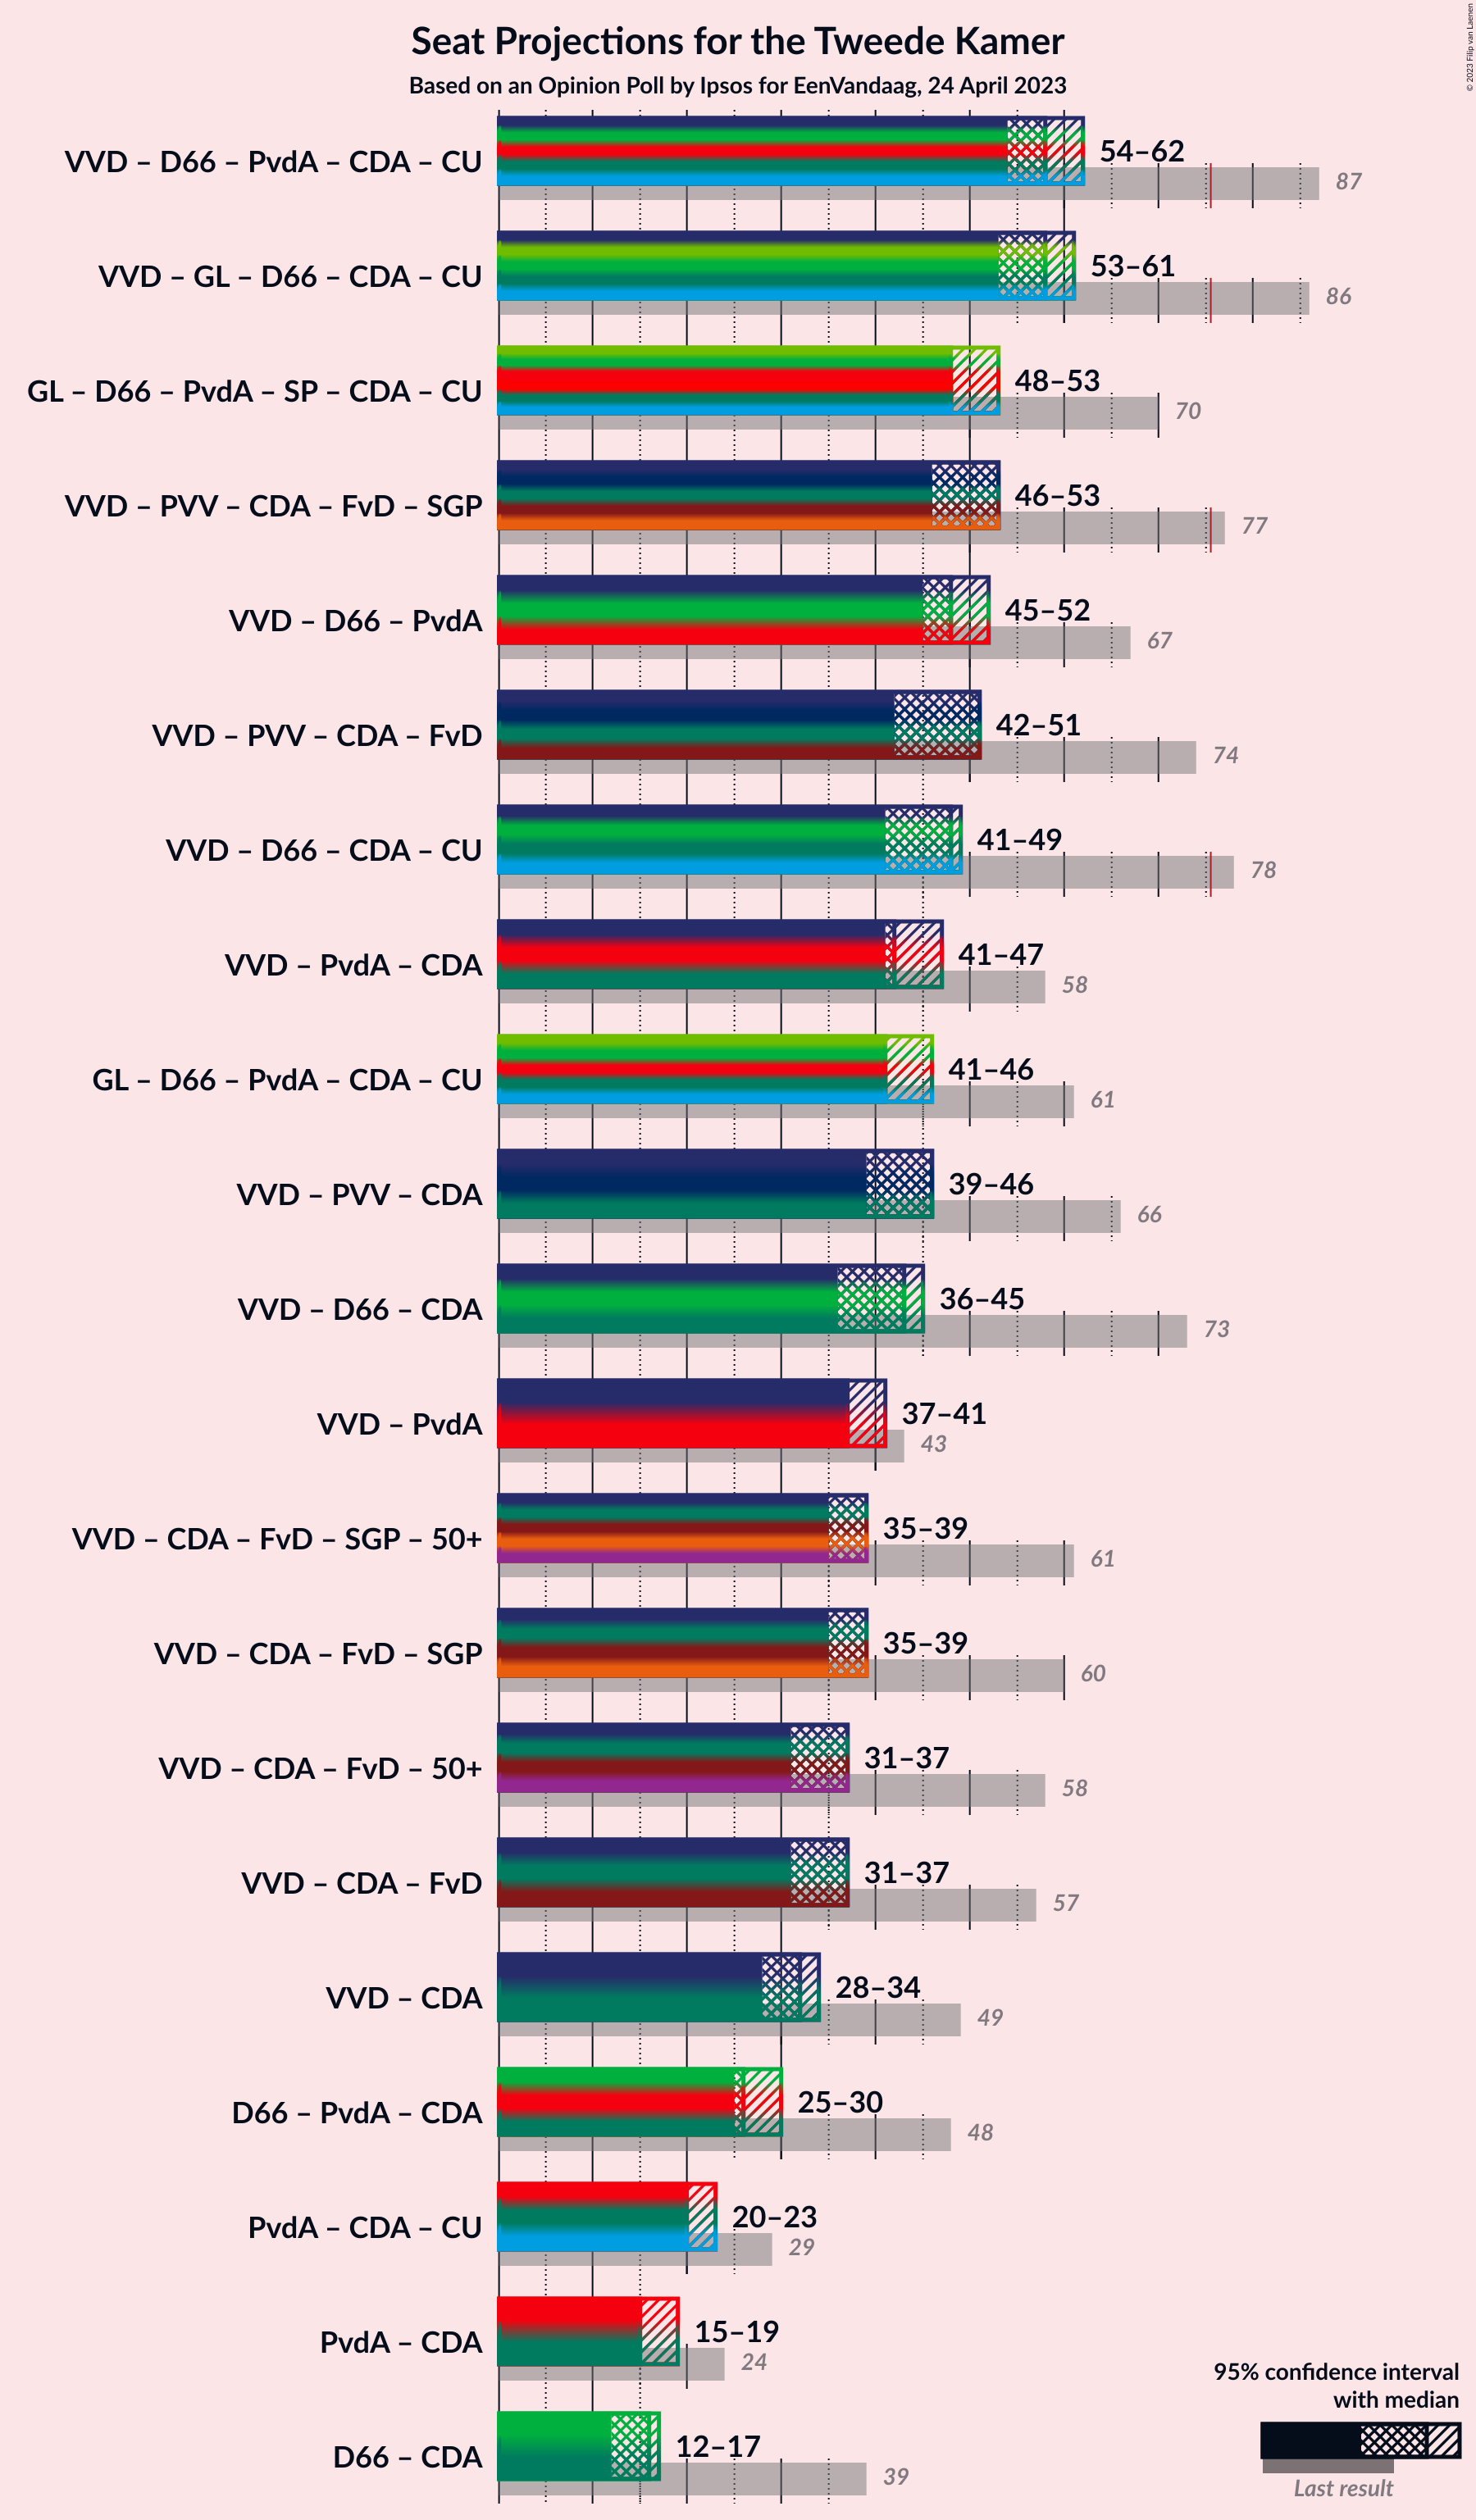 © 2023 Filip van Laenen
Seat Projections for the Tweede Kamer
Based on an Opinion Poll by Ipsos for EenVandaag, 24 April 2023
VVD – D66 – PvdA – CDA – CU 54–62 87
VVD – GL – D66 – CDA – CU 53–61 86
GL – D66 – PvdA – SP – CDA – CU 48–53 70
VVD – PVV – CDA – FvD – SGP 46–53 77
VVD – D66 – PvdA 45–52 67
VVD – PVV – CDA – FvD 42–51 74
VVD – D66 – CDA – CU 41–49 78
VVD – PvdA – CDA 41–47 58
GL – D66 – PvdA – CDA – CU 41–46 61
VVD – PVV – CDA 39–46 66
VVD – D66 – CDA 36–45 73
VVD – PvdA 37–41 43
VVD – CDA – FvD – SGP – 50+ 35–39 61
VVD – CDA – FvD – SGP 35–39 60
VVD – CDA – FvD – 50+ 31–37 58
VVD – CDA – FvD 31–37 57
VVD – CDA 28–34 49
D66 – PvdA – CDA 25–30 48
PvdA – CDA – CU 20–23 29
PvdA – CDA 15–19 24
D66 – CDA 12–17 39
95% confidence interval
with median
Last result